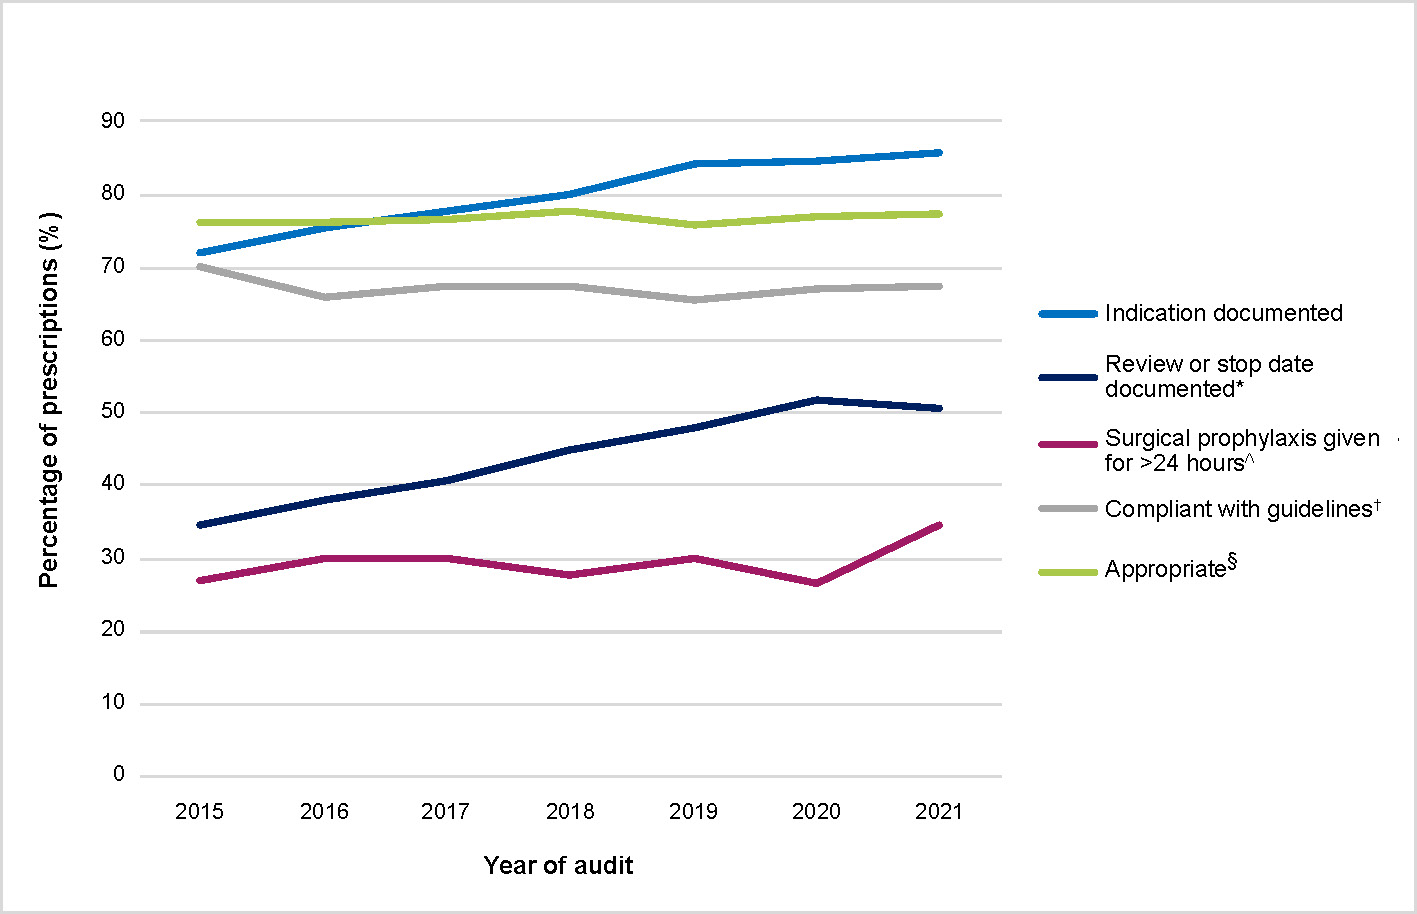 90
80
70
60
50
40
30
20
10
0
Percentage of prescriptions (%)
2015 2016 2017 2018 2019 2020 2021
Year of audit
Indication documented
Review or stop date
documented*
Surgical prophylaxis given
for >24 hours^
Compliant with guidelines†
Appropriate§